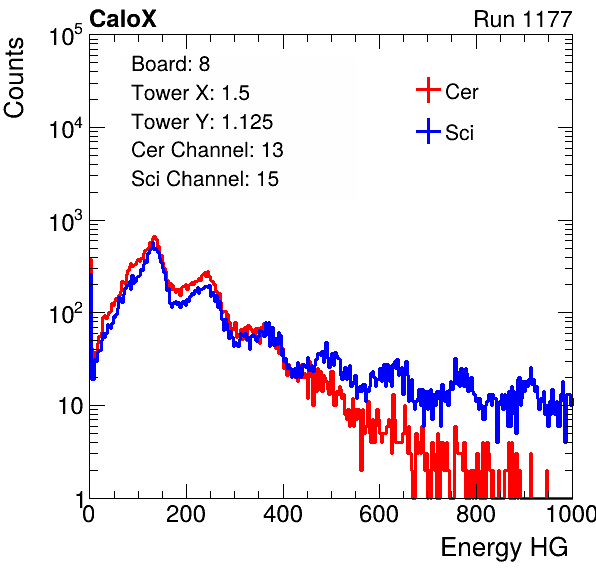 CaloX Run 1177
Counts
10^5
10^4
10^3
10^2
10
1
Board: 8
Tower X: 1.5
Tower Y: 1.125
Cer Channel: 13
Sci Channel: 15
Cer
Sci
0 200 400 600 800 1000
Energy HG